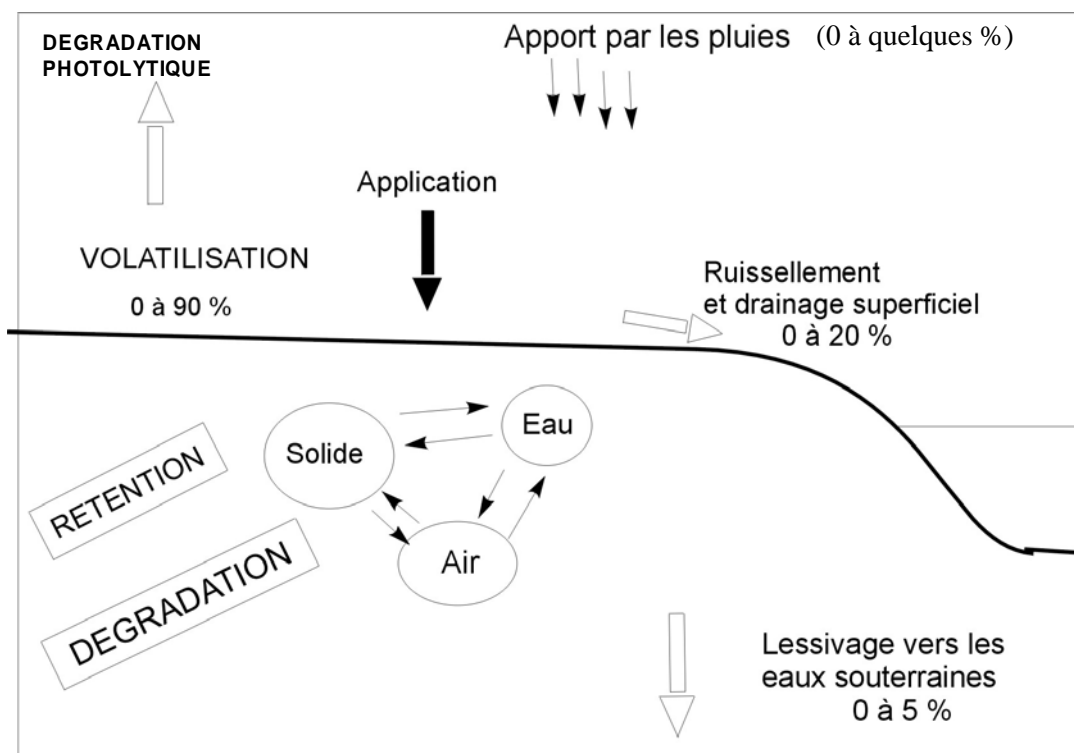 DEGRADATION
PHOTOLYTIQUE
Apport par les pluies (0 à quelques %)
Application
VOLATILISATION
0 à 90 %
Ruissellement
et drainage superficiel
0 à 20 %
Solide
Eau
Air
RETENTION
DEGRADATION
Lessivage vers les
eaux souterraines
0 à 5 %